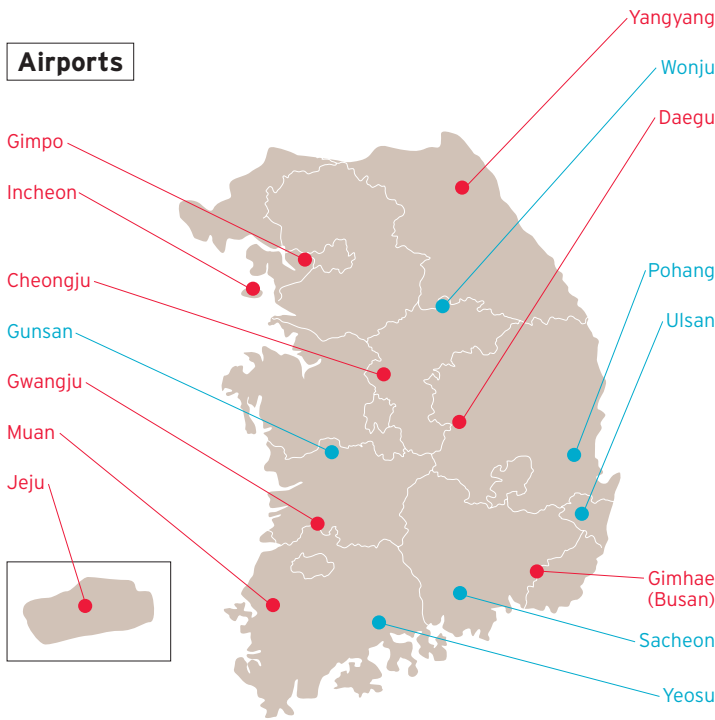 Airports
Gimpo
Incheon
Cheongju
Gunsan
Gwangju
Muan
Jeju
Yangyang
Wonju
Daegu
Pohang
Ulsan
Gimhae
(Busan)
Sacheon
Yeosu